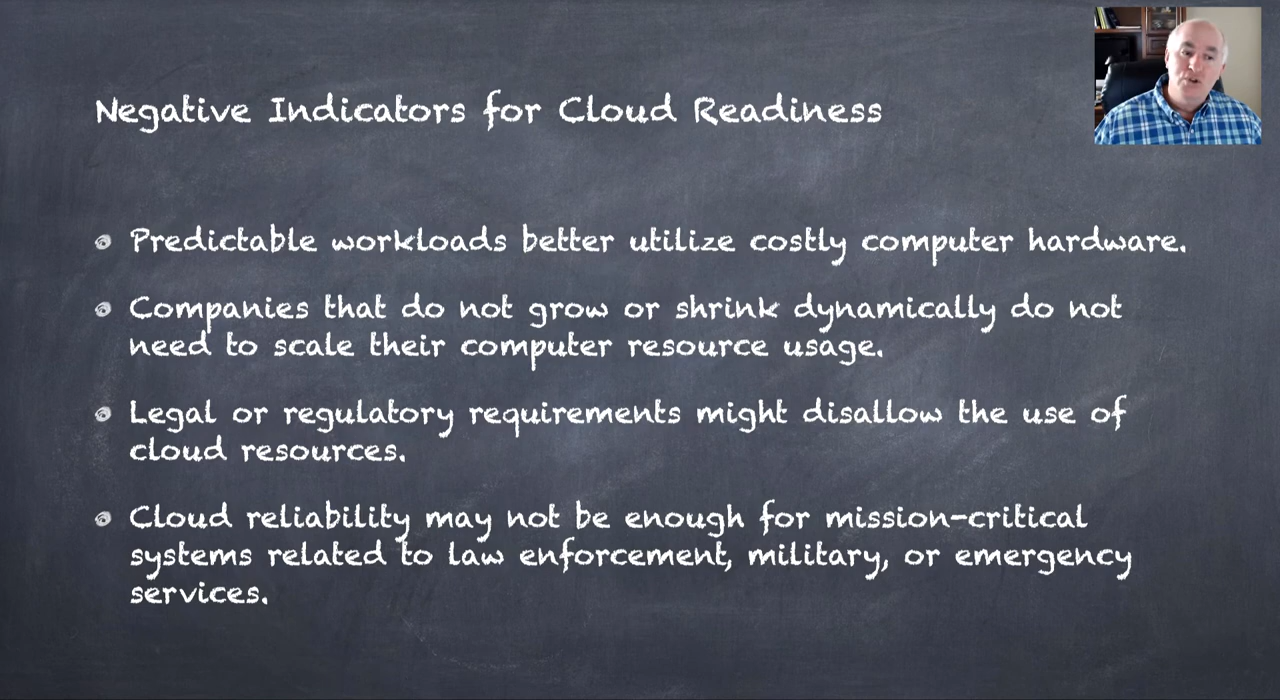 Negative Indicators for Cloud Readiness
Predictable workloads better utilize costly computer hardware.
Companies that do not grow or shrink dynamically do not
need to scale their computer resource usage.
Legal or regulatory requirements might disallow the use of
cloud resources.
Cloud reliability may not be enough for mission-critical
systems related to law enforcement, military, or emergency
services.